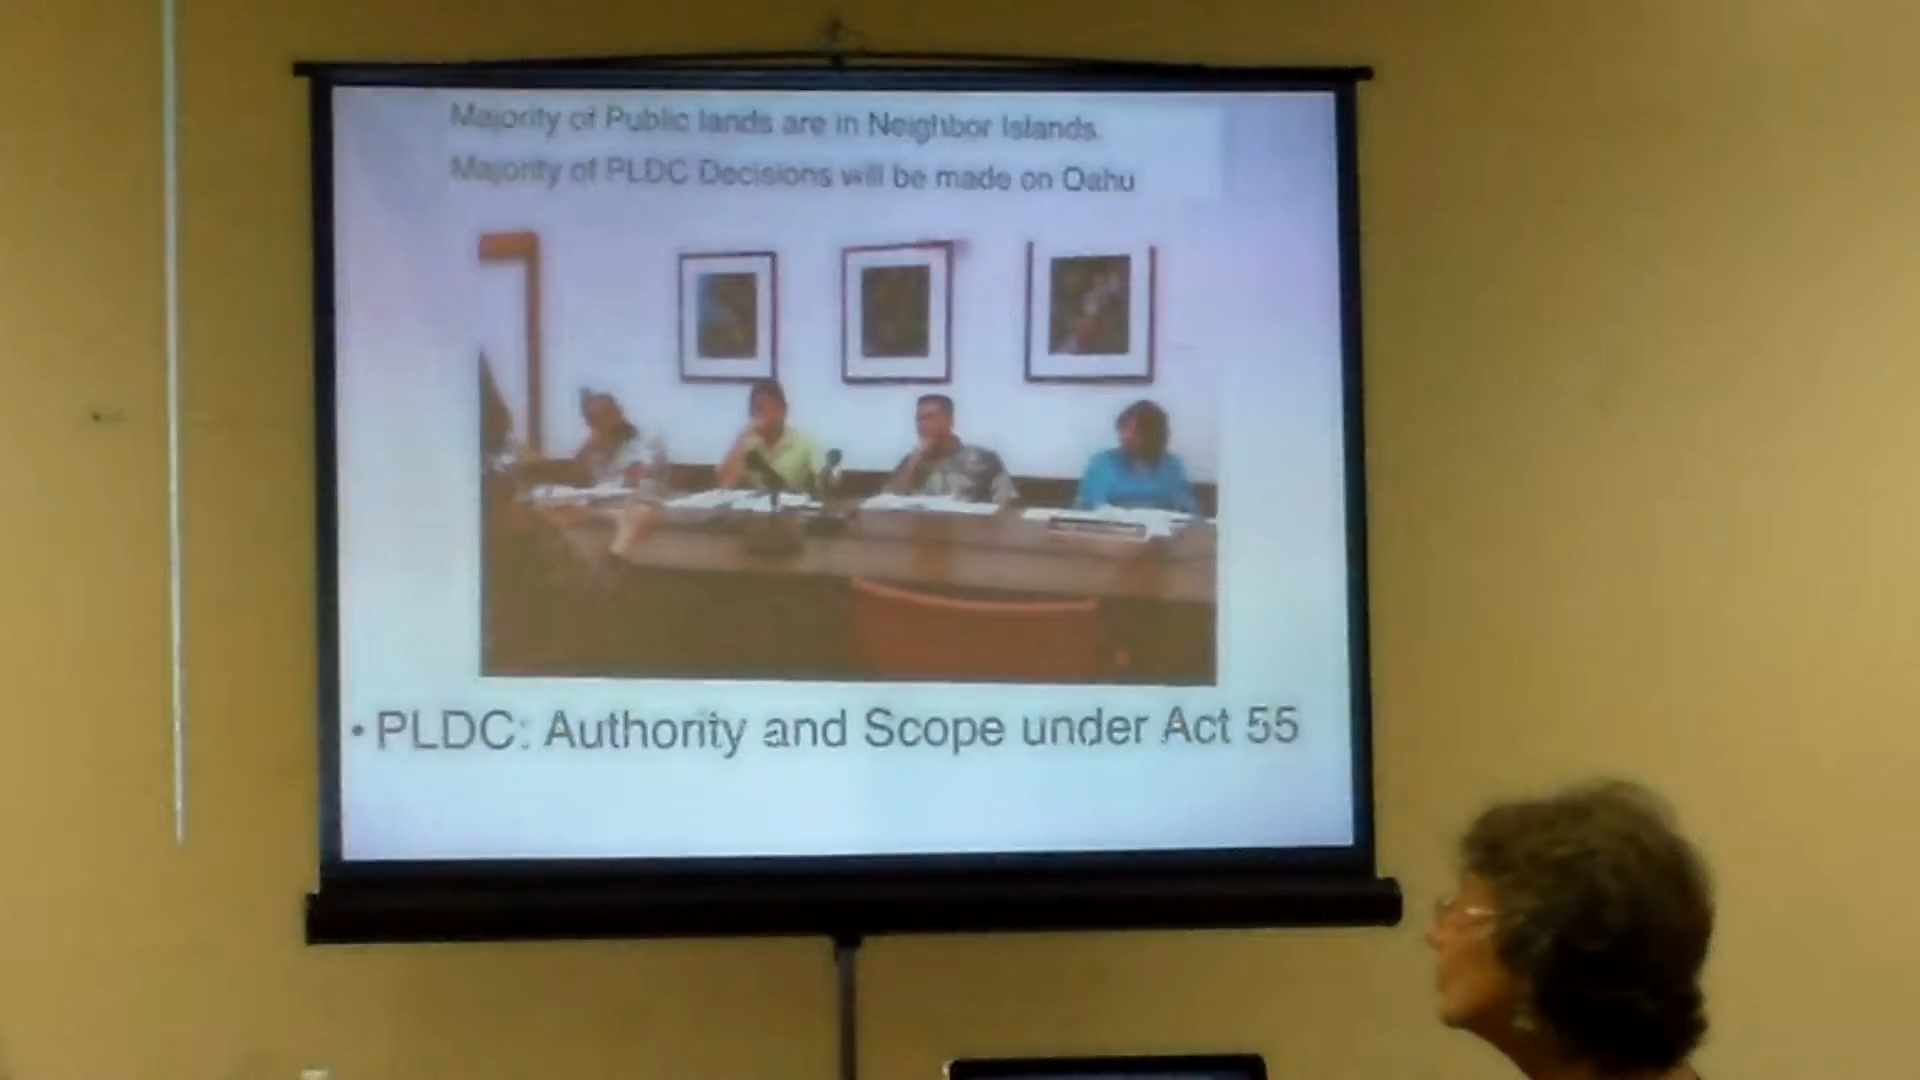 Majority of Public lands are in Neighbor Islands.
Majority of PLDC Decisions will be made on Oahu
• PLDC: Authority and Scope under Act 55